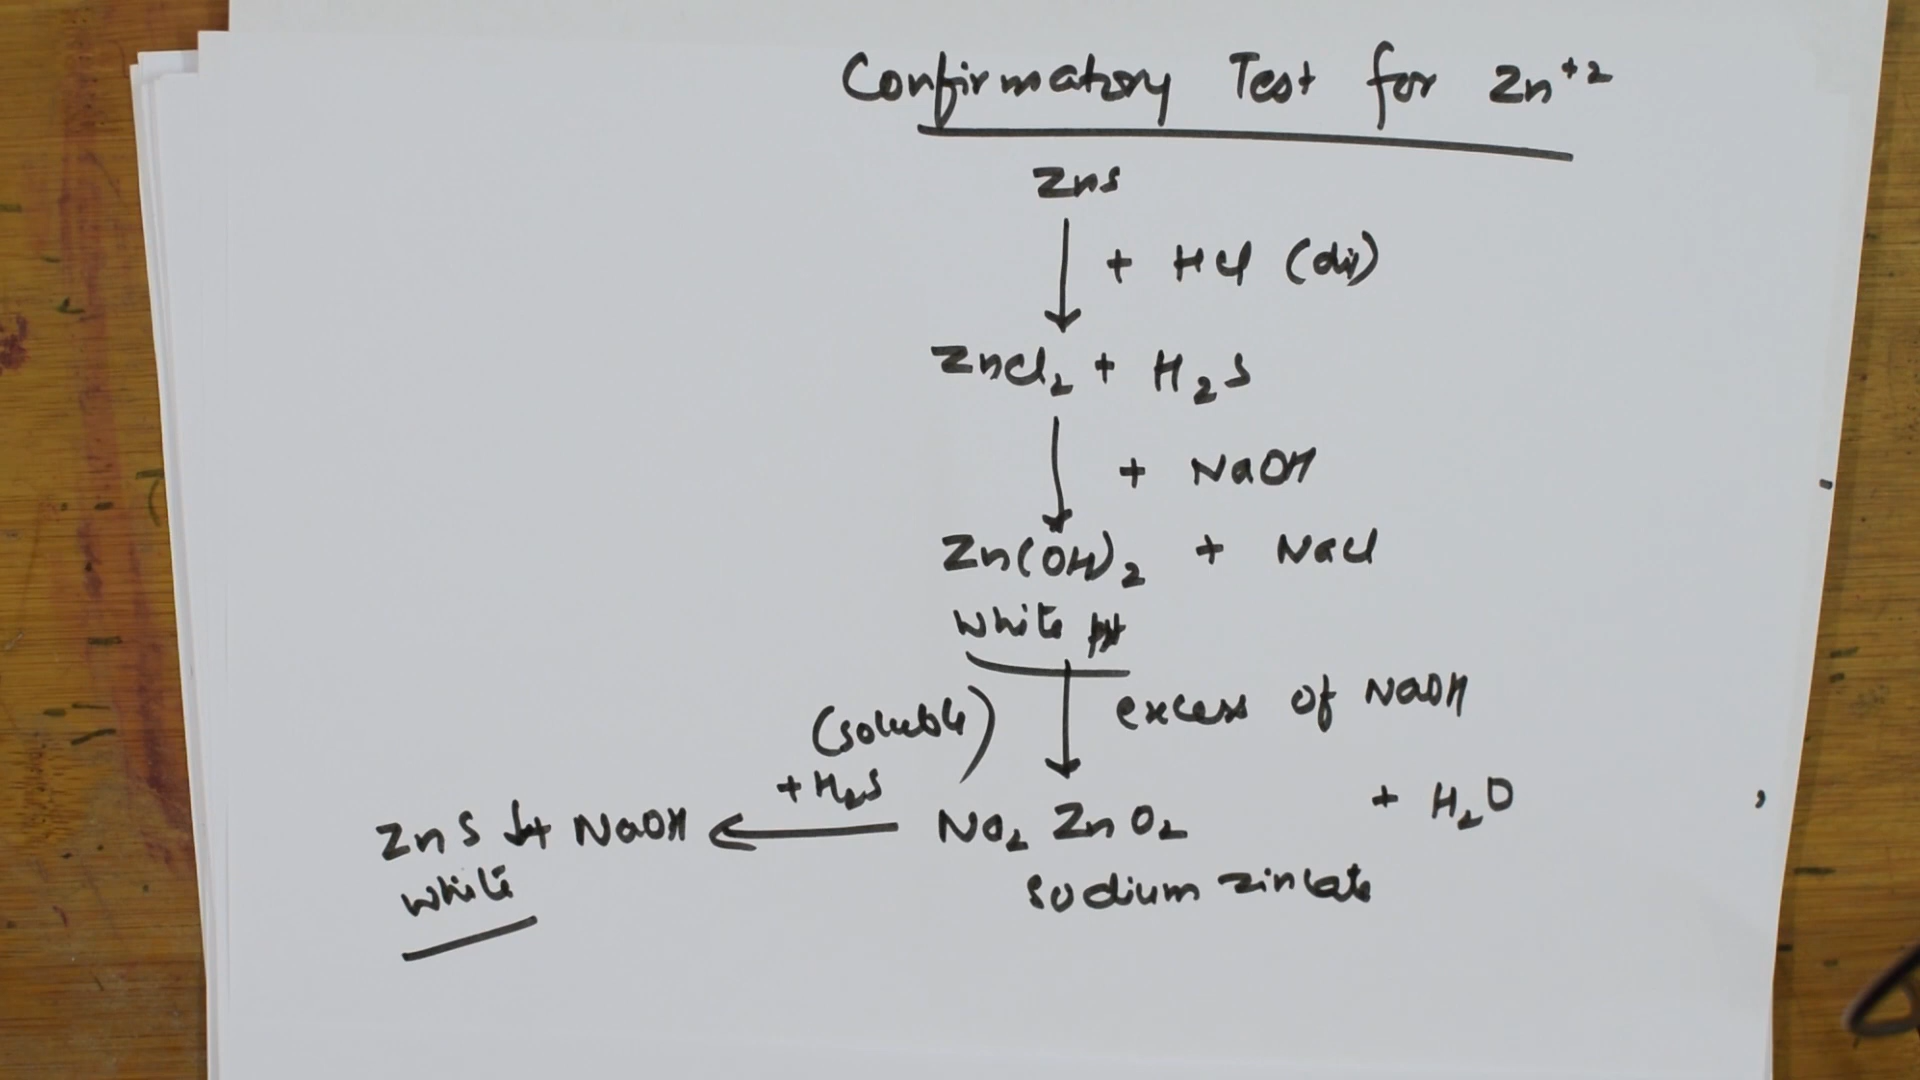 Confirmatory Test for Zn+2
ZnS
+ HCl (dil)
ZnCl2 + H2S
+ NaOH
Zn(OH)2 + NaCl
white ppt
(soluble) excess of NaOH
+ H2S
ZnS ↓ + NaOH ← Na2ZnO2 + H2O
white sodium zincate